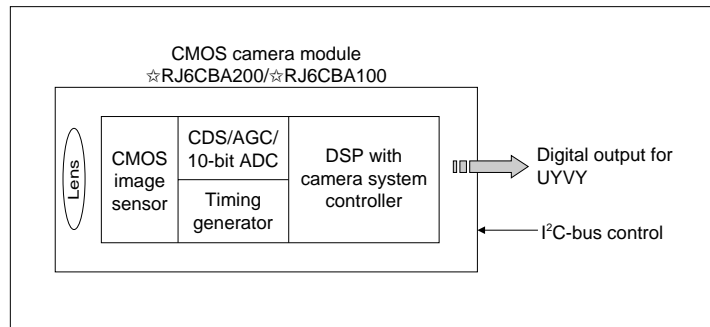 CMOS camera module
☆RJ6CBA200/☆RJ6CBA100
Lens
CMOS
image
sensor
CDS/AGC/
10-bit ADC
Timing
generator
DSP with
camera system
controller
Digital output for
UYVY
I²C-bus control